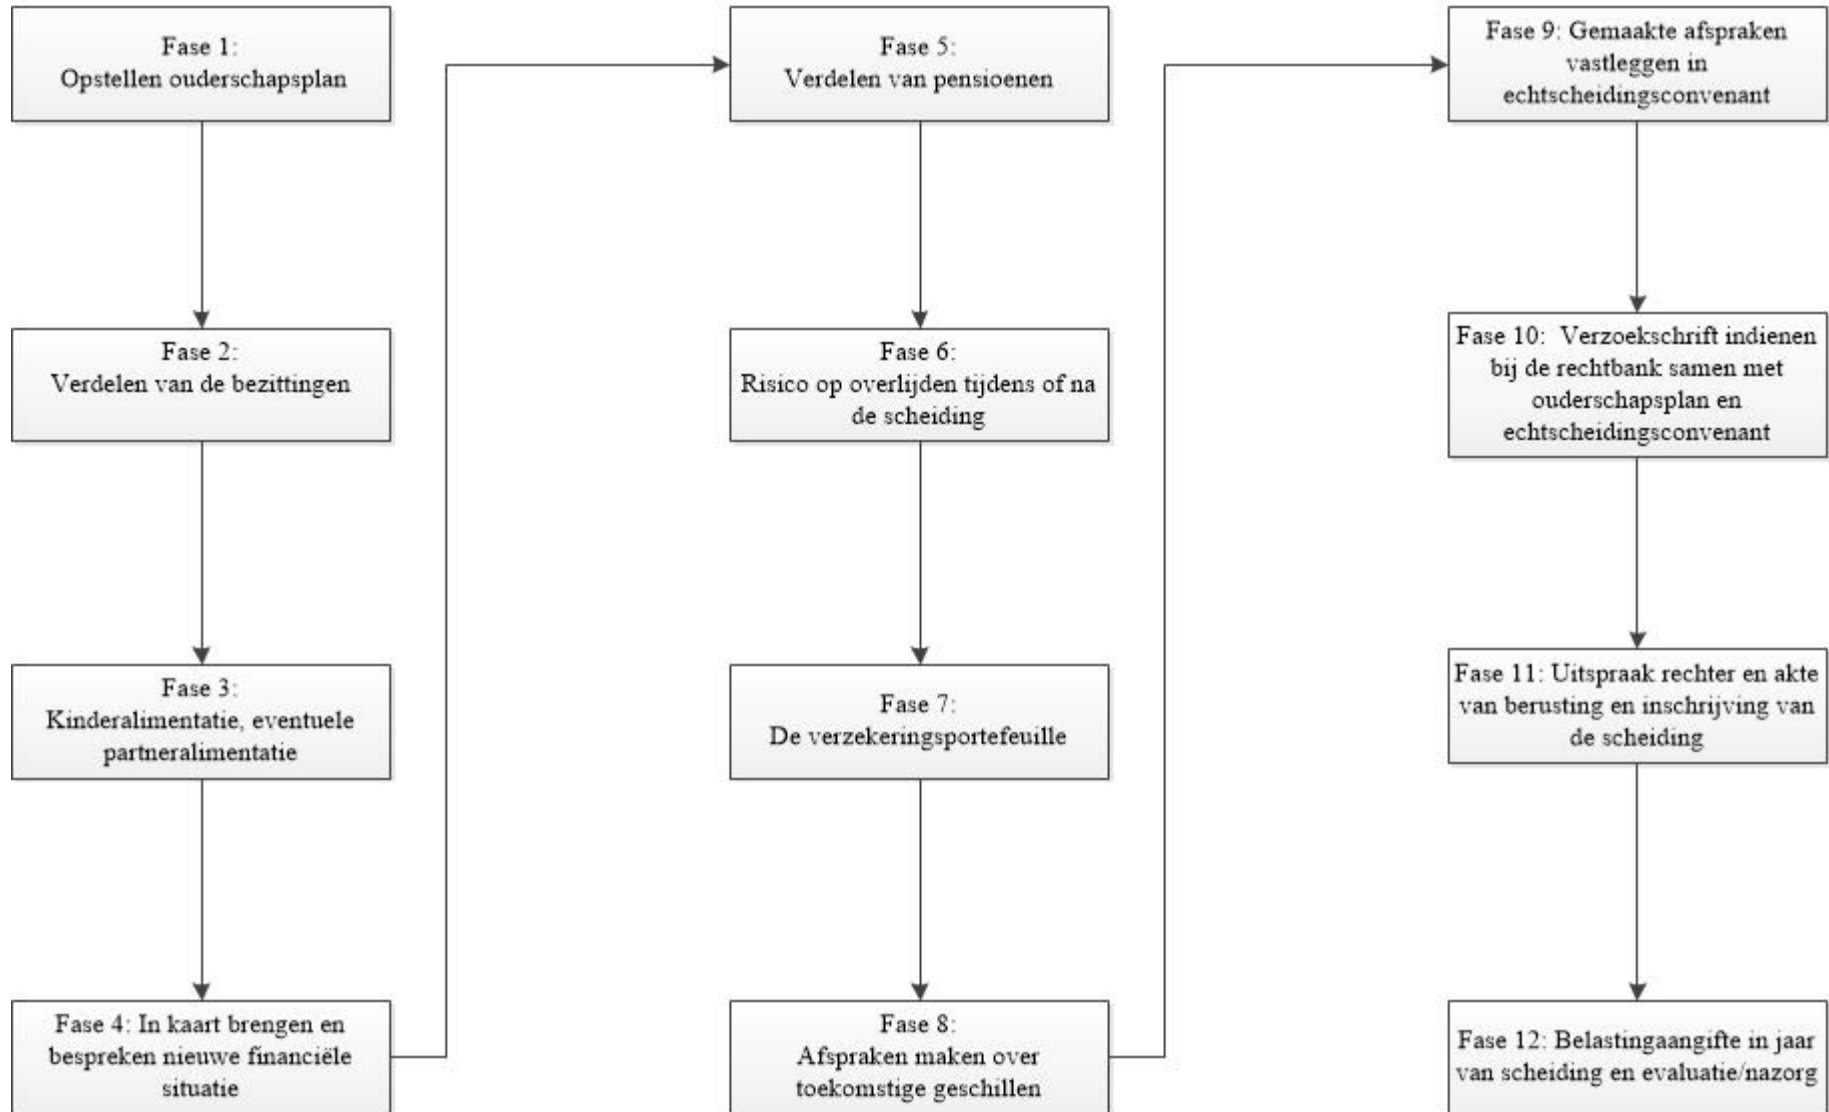 Fase 1:
Opstellen ouderschapsplan
Fase 2:
Verdelen van de bezittingen
Fase 3:
Kinderalimentatie, eventuele
partneralimentatie
Fase 4: In kaart brengen en
bespreken nieuwe financiële
situatie
Fase 5:
Verdelen van pensioenen
Fase 6:
Risico op overlijden tijdens of na
de scheiding
Fase 7:
De verzekeringsportefeuille
Fase 8:
Afspraken maken over
toekomstige geschillen
Fase 9: Gemaakte afspraken
vastleggen in
echtscheidingsconvenant
Fase 10:  Verzoekschrift indienen
bij de rechtbank samen met
ouderschapsplan en
echtscheidingsconvenant
Fase 11: Uitspraak rechter en akte
van berusting en inschrijving van
de scheiding
Fase 12: Belastingaangifte in jaar
van scheiding en evaluatie/nazorg